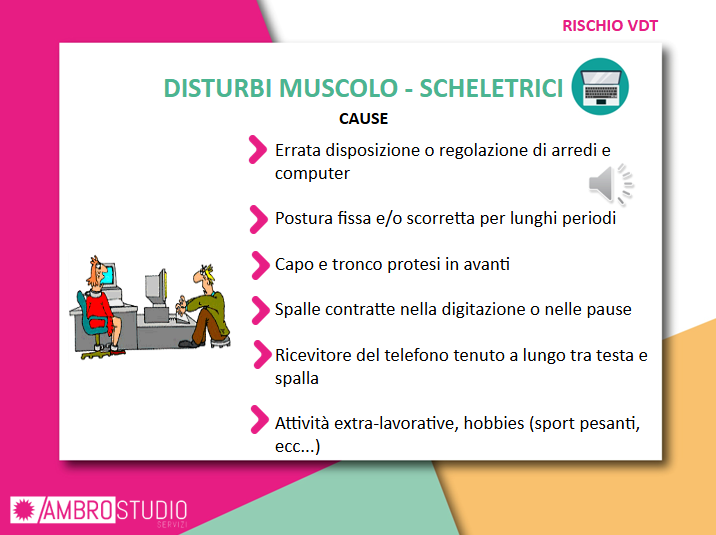 RISCHIO VDT
DISTURBI MUSCOLO - SCHELETRICI
CAUSE
Errata disposizione o regolazione di arredi e
computer
Postura fissa e/o scorretta per lunghi periodi
Capo e tronco protesi in avanti
Spalle contratte nella digitazione o nelle pause
Ricevitore del telefono tenuto a lungo tra testa e
spalla
Attività extra-lavorative, hobbies (sport pesanti,
ecc...)
AMBROSTUDIO
SERVIZI